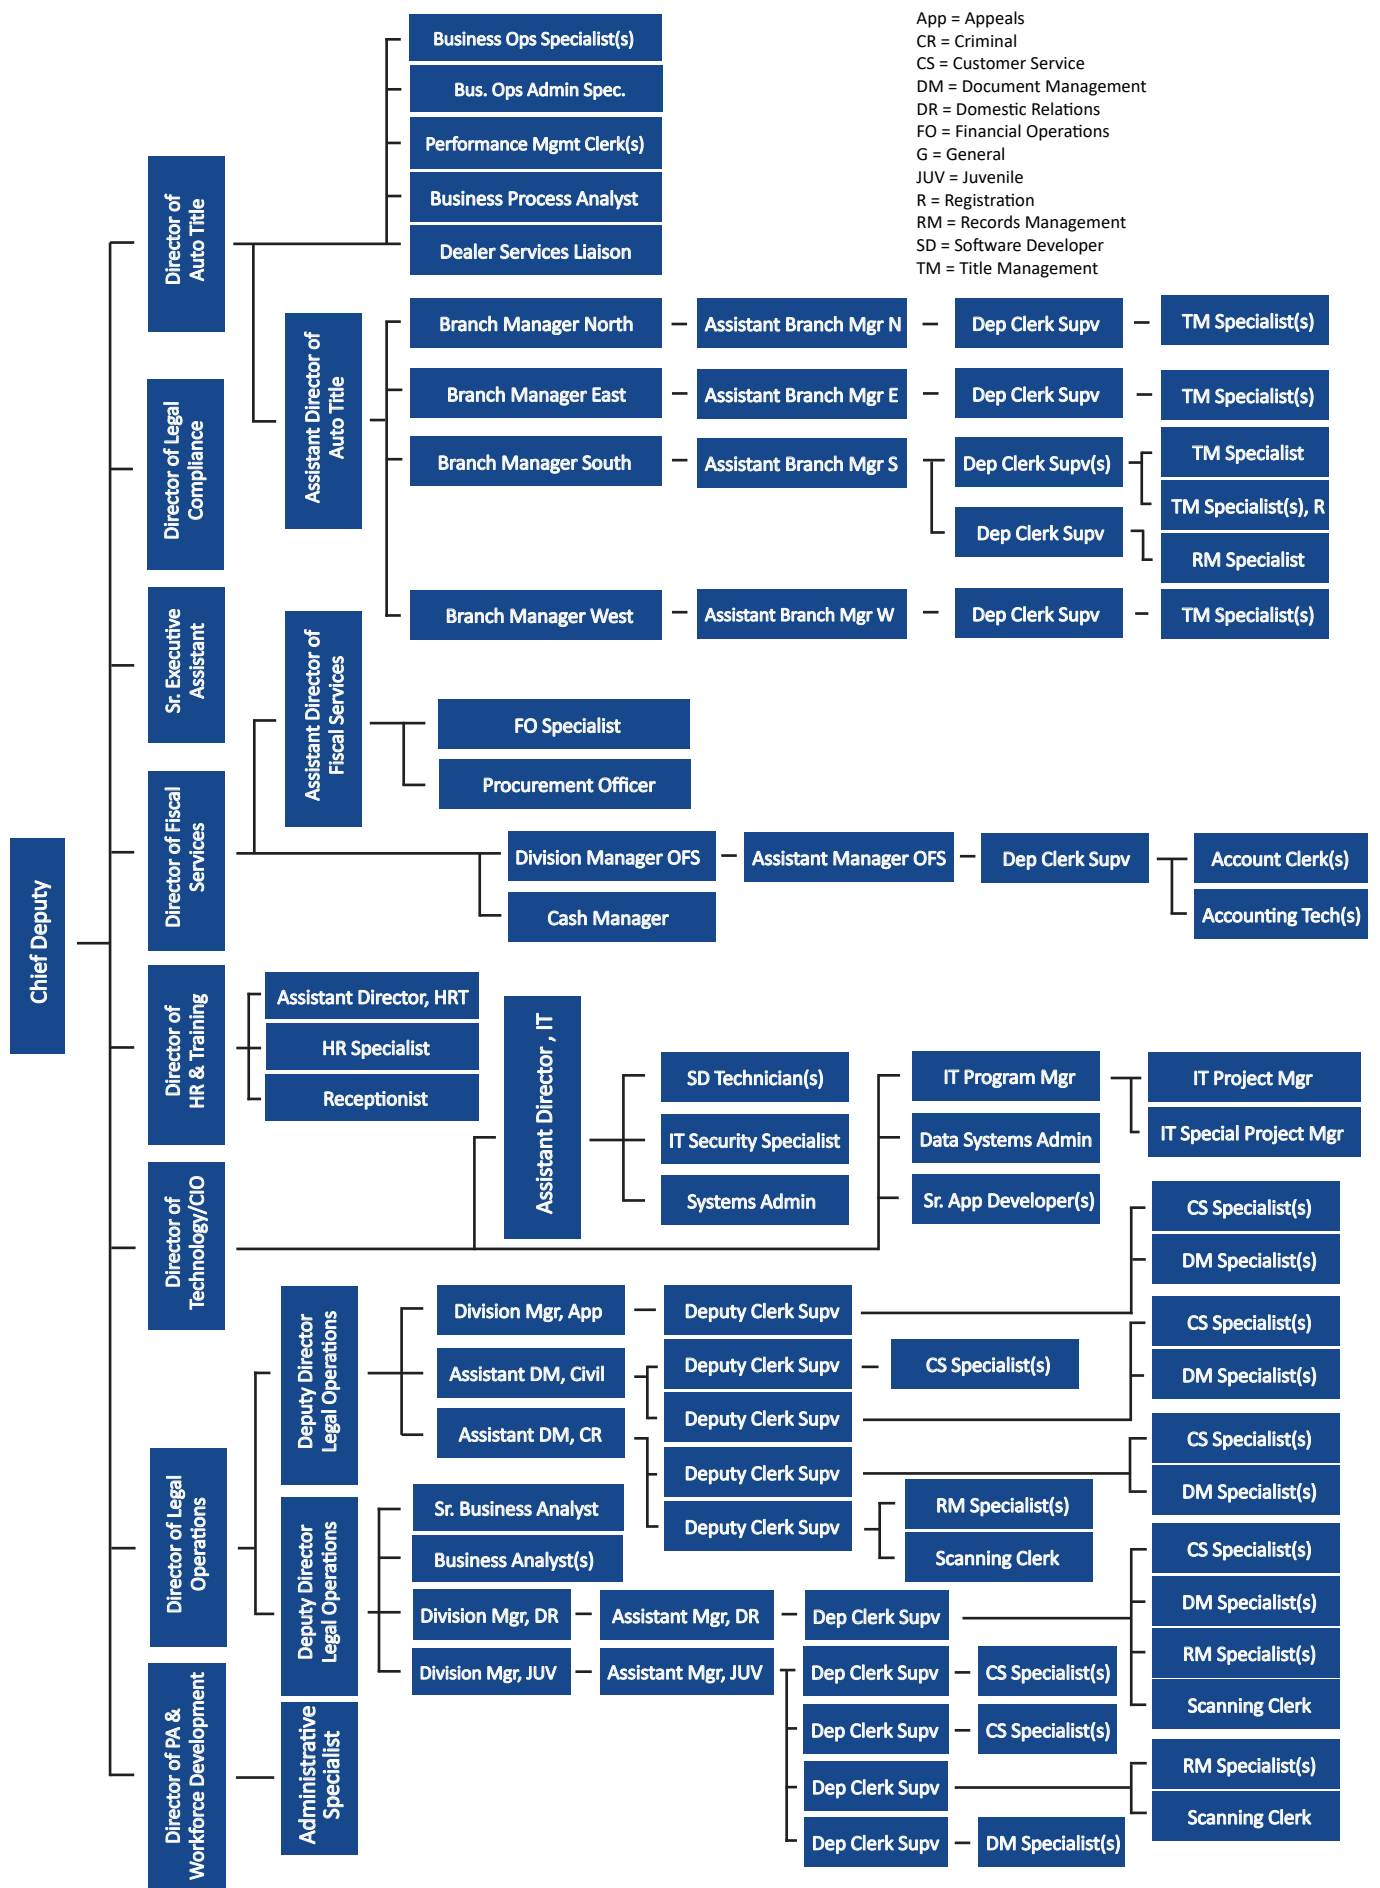 App = Appeals
CR = Criminal
CS = Customer Service
DM = Document Management
DR = Domestic Relations
FO = Financial Operations
G = General
JUV = Juvenile
R = Registration
RM = Records Management
SD = Software Developer
TM = Title Management
Chief Deputy
Director of
Auto Title
Business Ops Specialist(s)
Bus. Ops Admin Spec.
Performance Mgmt Clerk(s)
Business Process Analyst
Dealer Services Liaison
Assistant Director of
Auto Title
Branch Manager North
Assistant Branch Mgr N
Dep Clerk Supv
TM Specialist(s)
Branch Manager East
Assistant Branch Mgr E
Dep Clerk Supv
TM Specialist(s)
Branch Manager South
Assistant Branch Mgr S
Dep Clerk Supv(s)
TM Specialist
TM Specialist(s), R
Dep Clerk Supv
RM Specialist
Branch Manager West
Assistant Branch Mgr W
Dep Clerk Supv
TM Specialist(s)
Director of Legal
Compliance
Sr. Executive
Assistant
Director of Fiscal
Services
Assistant Director of
Fiscal Services
FO Specialist
Procurement Officer
Division Manager OFS
Assistant Manager OFS
Dep Clerk Supv
Account Clerk(s)
Accounting Tech(s)
Cash Manager
Director of
HR & Training
Assistant Director, HRT
HR Specialist
Receptionist
Director of
Technology/CIO
Assistant Director , IT
SD Technician(s)
IT Security Specialist
Systems Admin
IT Program Mgr
IT Project Mgr
IT Special Project Mgr
Data Systems Admin
Sr. App Developer(s)
Director of Legal
Operations
Deputy Director
Legal Operations
Division Mgr, App
Deputy Clerk Supv
CS Specialist(s)
DM Specialist(s)
Assistant DM, Civil
Deputy Clerk Supv
CS Specialist(s)
Deputy Clerk Supv
CS Specialist(s)
DM Specialist(s)
Assistant DM, CR
Deputy Clerk Supv
CS Specialist(s)
DM Specialist(s)
Deputy Clerk Supv
RM Specialist(s)
Scanning Clerk
Deputy Director
Legal Operations
Sr. Business Analyst
Business Analyst(s)
Division Mgr, DR
Assistant Mgr, DR
Dep Clerk Supv
CS Specialist(s)
DM Specialist(s)
RM Specialist(s)
Scanning Clerk
Division Mgr, JUV
Assistant Mgr, JUV
Dep Clerk Supv
CS Specialist(s)
Dep Clerk Supv
CS Specialist(s)
Dep Clerk Supv
RM Specialist(s)
Scanning Clerk
Dep Clerk Supv
DM Specialist(s)
Director of PA &
Workforce Development
Administrative
Specialist